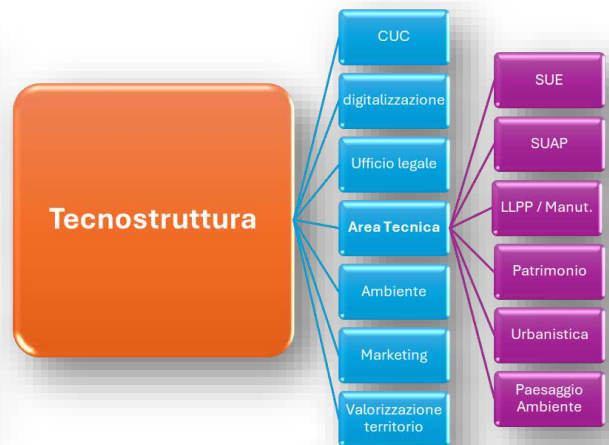 Tecnostruttura
CUC
digitalizzazione
Ufficio legale
Area Tecnica
Ambiente
Marketing
Valorizzazione
territorio
SUE
SUAP
LLPP / Manut.
Patrimonio
Urbanistica
Paesaggio
Ambiente